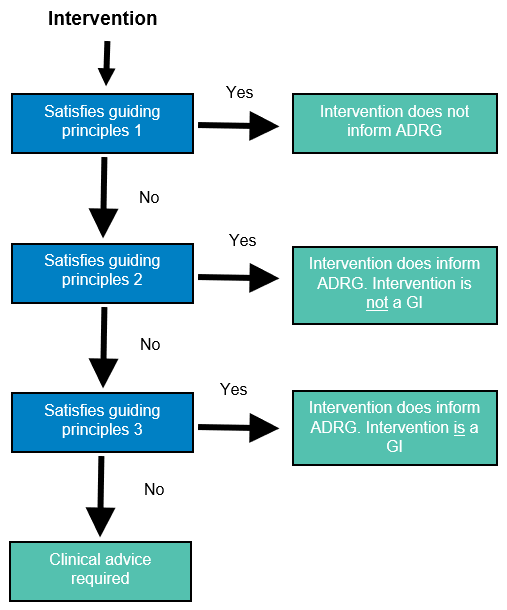 Intervention
Satisfies guiding
principles 1
Yes
Intervention does not
inform ADRG
No
Satisfies guiding
principles 2
Yes
Intervention does inform
ADRG. Intervention is
not a GI
No
Satisfies guiding
principles 3
Yes
Intervention does inform
ADRG. Intervention is a
GI
No
Clinical advice
required